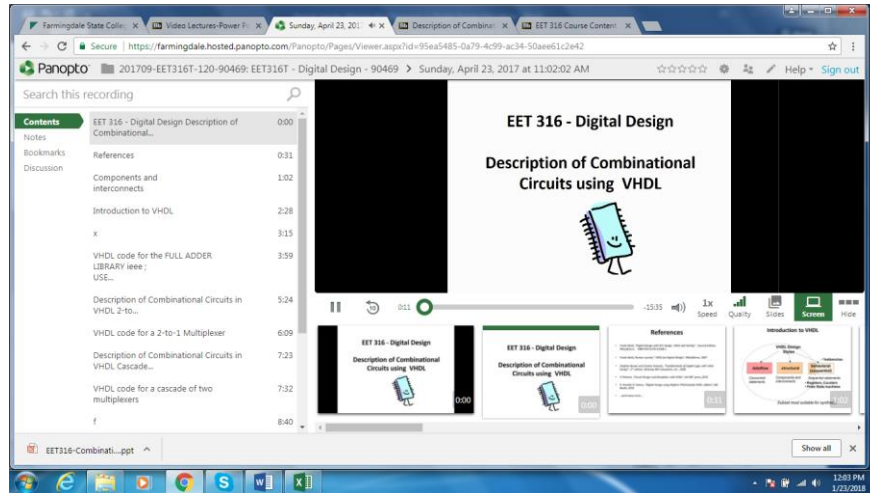 Farmingdale State Colle
Video Lectures-Power P
Sunday, April 23, 201
Description of Combinat
EET 316 Course Content
Secure | https://farmingdale.hosted.panopto.com/Panopto/Pages/Viewer.aspx?id=95ea5485-0a79-4c99-ac34-50aee61c2e42
Panopto
201709-EET316T-120-90469: EET316T - Digital Design - 90469 > Sunday, April 23, 2017 at 11:02:02 AM
Help
Sign out
Search this recording
Contents
Notes
Bookmarks
Discussion
EET 316 - Digital Design Description of Combinational... 0:00
References 0:31
Components and
interconnects 1:02
Introduction to VHDL 2:28
x 3:15
VHDL code for the FULL ADDER
LIBRARY ieee ;
USE... 3:59
Description of Combinational Circuits in
VHDL 2-to... 5:24
VHDL code for a 2-to-1 Multiplexer 6:09
Description of Combinational Circuits in
VHDL Cascade... 7:23
VHDL code for a cascade of two
multiplexers 7:32
f 8:40
EET 316 - Digital Design
Description of Combinational
Circuits using VHDL
10
0:11
-15:35
1x
Speed
Quality
Slides
Screen
Hide
EET 316 - Digital Design
Description of Combinational
Circuits using VHDL
0:00
EET 316 - Digital Design
Description of Combinational
Circuits using VHDL
0:00
References
0:31
Introduction to VHDL
VHDL Design
Styles
structural
behavioral
1:02
EET316-Combinati....ppt
Show all
12:03 PM
1/23/2018